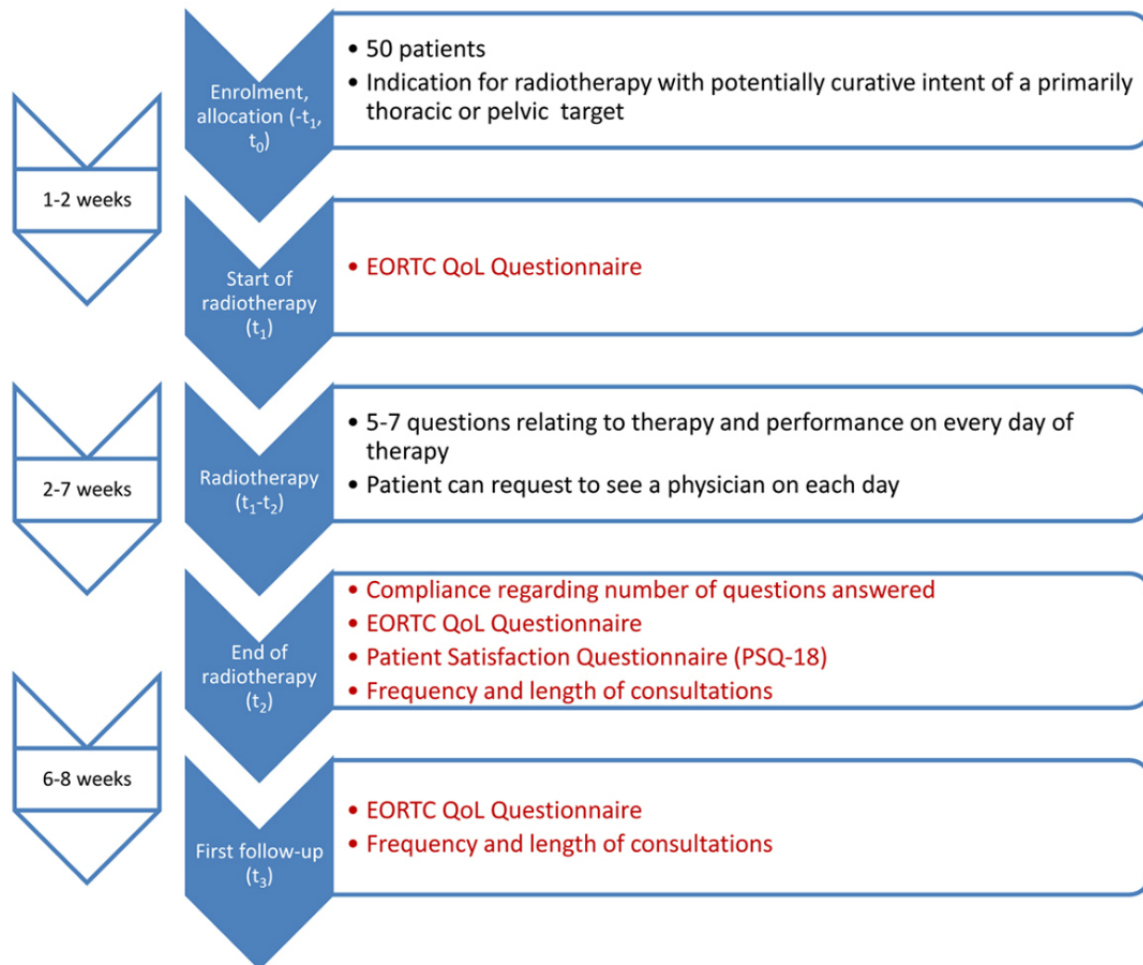 Enrolment,
allocation (-t₁,
t₀)
• 50 patients
• Indication for radiotherapy with potentially curative intent of a primarily
thoracic or pelvic target
1-2 weeks
Start of
radiotherapy
(t₁)
• EORTC QoL Questionnaire
2-7 weeks
Radiotherapy
(t₁-t₂)
• 5-7 questions relating to therapy and performance on every day of
therapy
• Patient can request to see a physician on each day
End of
radiotherapy
(t₂)
• Compliance regarding number of questions answered
• EORTC QoL Questionnaire
• Patient Satisfaction Questionnaire (PSQ-18)
• Frequency and length of consultations
6-8 weeks
First follow-up
(t₃)
• EORTC QoL Questionnaire
• Frequency and length of consultations